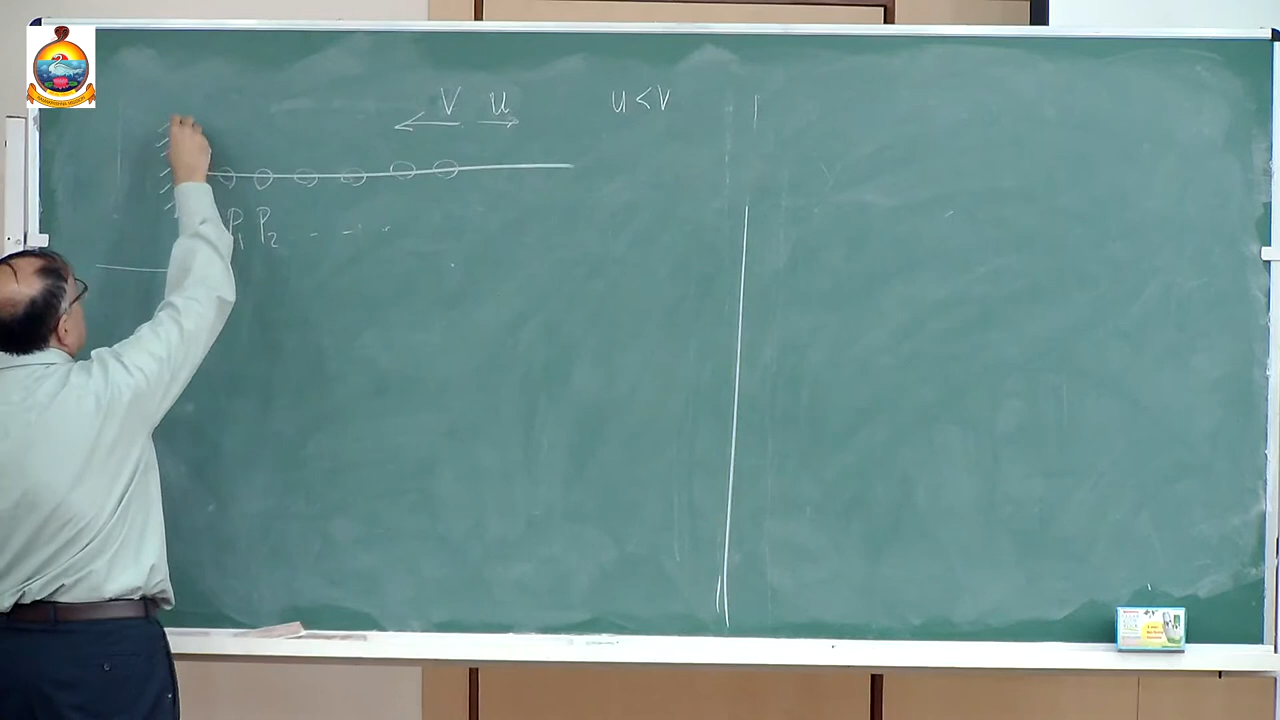 V u u < v
P1 P2 - - . .